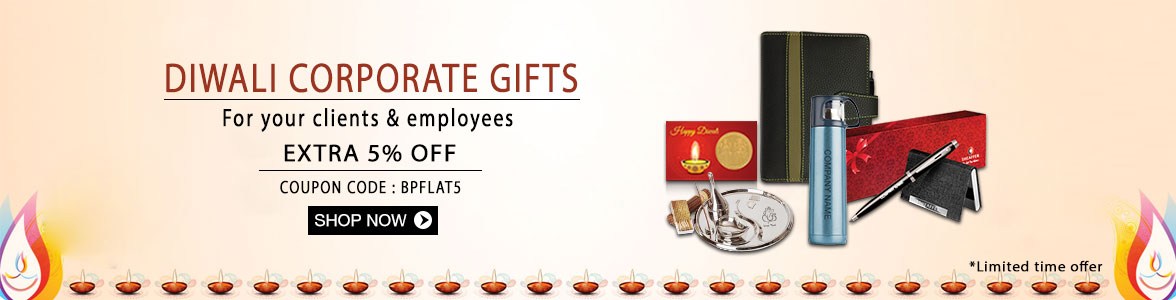 DIWALI CORPORATE GIFTS
For your clients & employees
EXTRA 5% OFF
COUPON CODE : BPFLAT5
SHOP NOW
Happy Diwali
COMPANY NAME
SHEAFFER
*Limited time offer